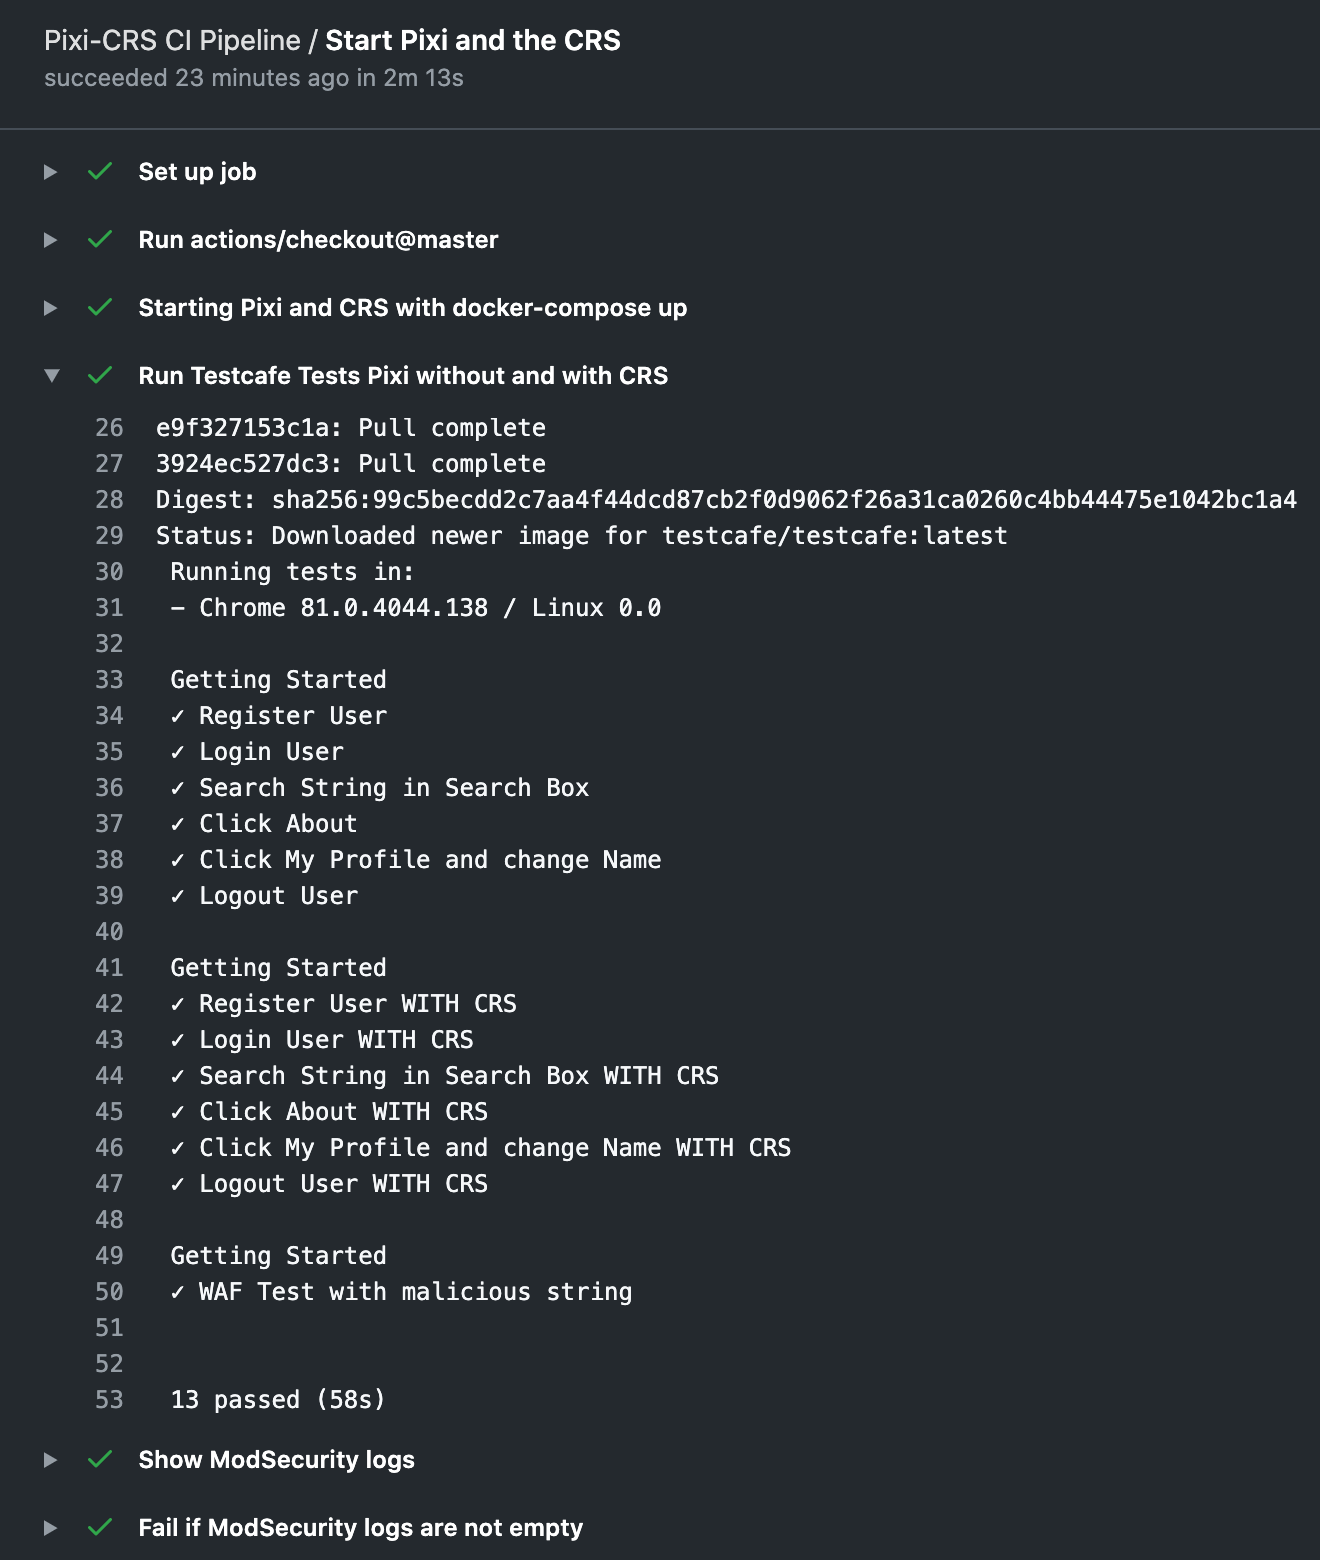 Pixi-CRS CI Pipeline / Start Pixi and the CRS
succeeded 23 minutes ago in 2m 13s
Set up job
Run actions/checkout@master
Starting Pixi and CRS with docker-compose up
Run Testcafe Tests Pixi without and with CRS
26 e9f327153c1a: Pull complete
27 3924ec527dc3: Pull complete
28 Digest: sha256:99c5becdd2c7aa4f44dcd87cb2f0d9062f26a31ca0260c4bb44475e1042bc1a4
29 Status: Downloaded newer image for testcafe/testcafe:latest
30 Running tests in:
31 - Chrome 81.0.4044.138 / Linux 0.0
32
33 Getting Started
34 ✓ Register User
35 ✓ Login User
36 ✓ Search String in Search Box
37 ✓ Click About
38 ✓ Click My Profile and change Name
39 ✓ Logout User
40
41 Getting Started
42 ✓ Register User WITH CRS
43 ✓ Login User WITH CRS
44 ✓ Search String in Search Box WITH CRS
45 ✓ Click About WITH CRS
46 ✓ Click My Profile and change Name WITH CRS
47 ✓ Logout User WITH CRS
48
49 Getting Started
50 ✓ WAF Test with malicious string
51
52
53 13 passed (58s)
Show ModSecurity logs
Fail if ModSecurity logs are not empty